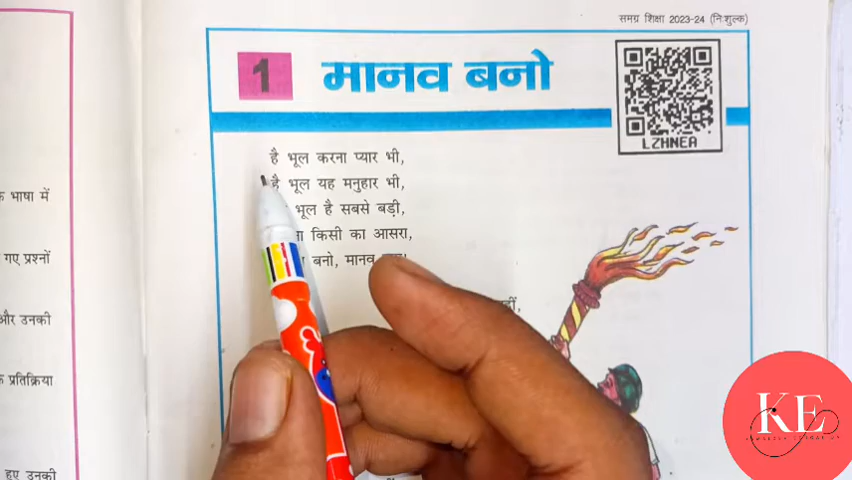 समग्र शिक्षा 2023-24 (निःशुल्क)
1 मानव बनो
LZHNEA
है भूल करना प्यार भी,
है भूल यह मनुहार भी,
भूल है सबसे बड़ी,
किसी का आसरा,
बनो, मानव
भाषा में
गए प्रश्नों
और उनकी
प्रतिक्रिया
हुए उनकी
KE